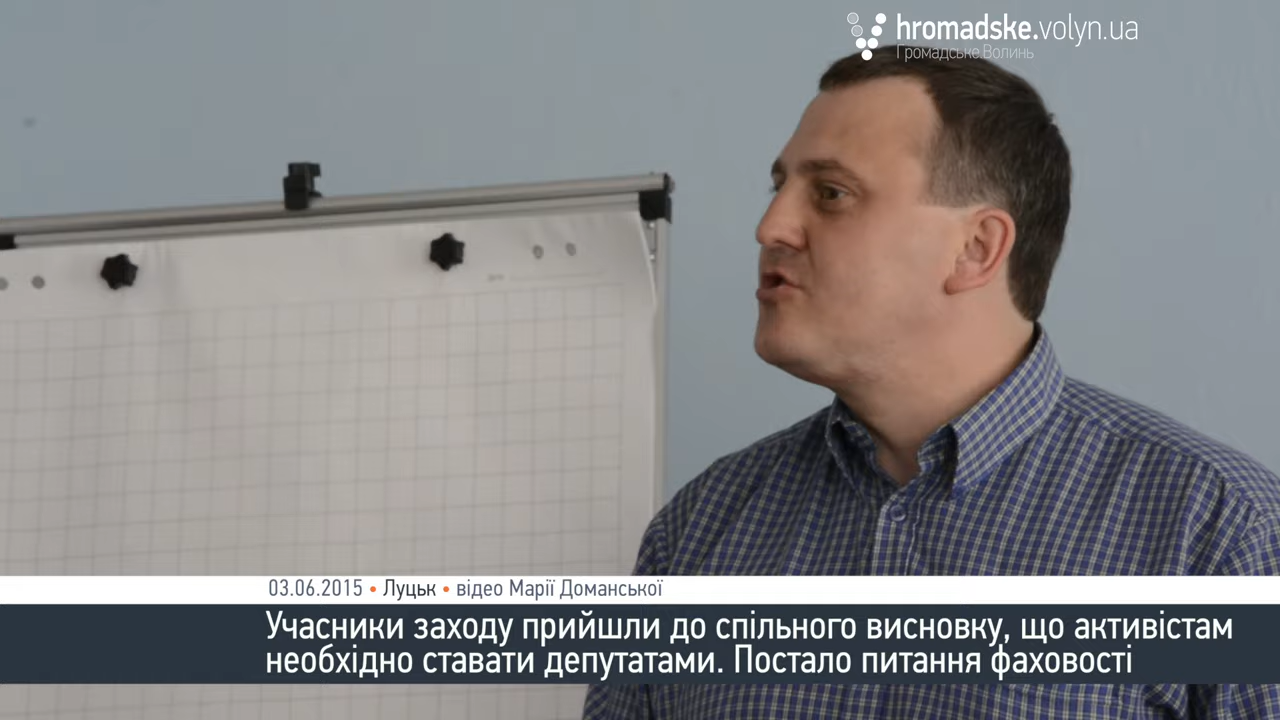 hromadske.volyn.ua
Громадське.Волинь
03.06.2015 • Луцьк • відео Марії Доманської
Учасники заходу прийшли до спільного висновку, що активістам
необхідно ставати депутатами. Постало питання фаховості